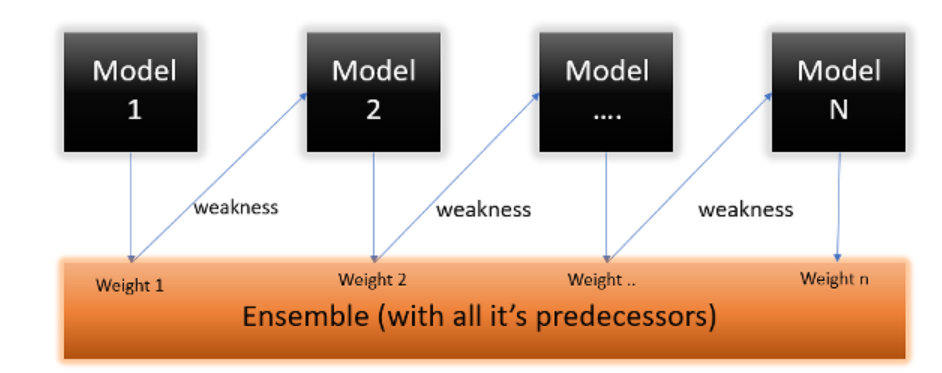 Model
1
Model
2
Model
....
Model
N
weakness
weakness
weakness
Weight 1
Weight 2
Weight ..
Weight n
Ensemble (with all it's predecessors)